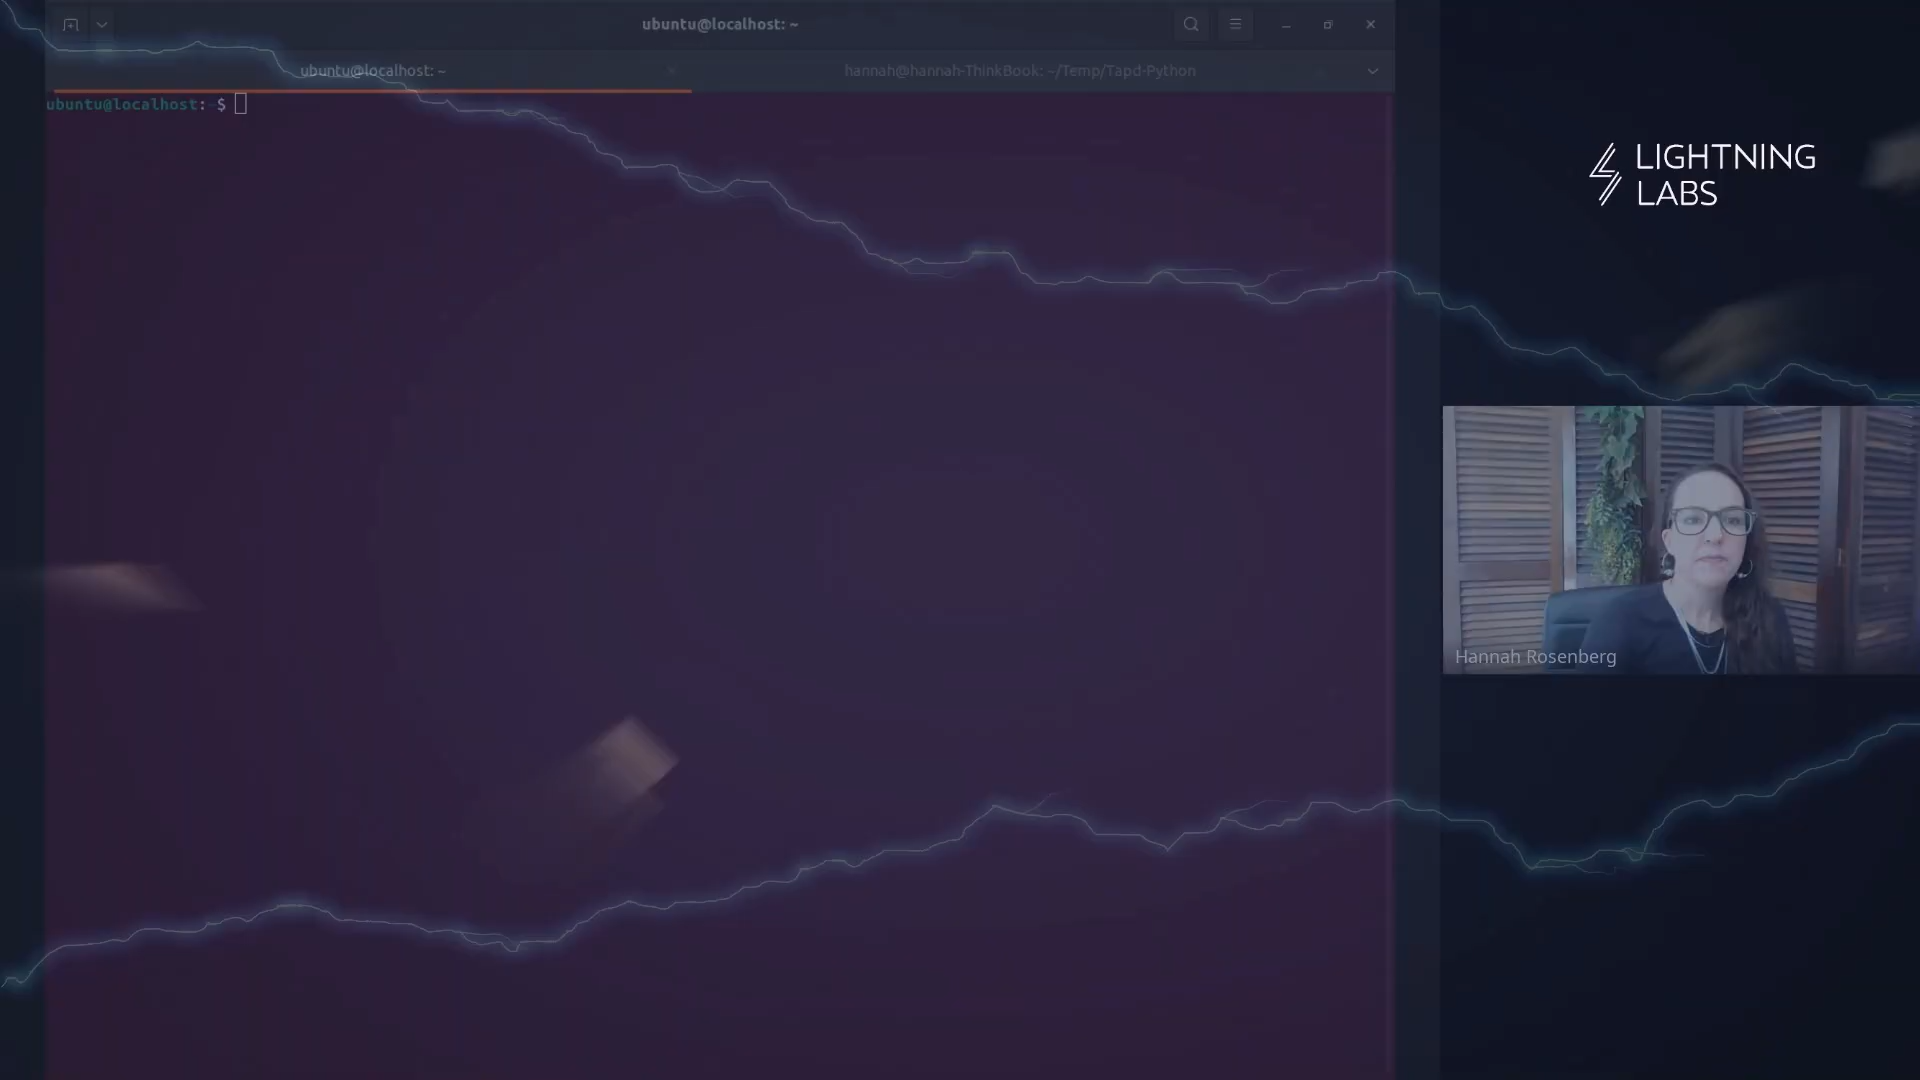 ubuntu@localhost: ~
ubuntu@localhost: ~
hannah@hannah-ThinkBook: ~/Temp/Tapd-Python
ubuntu@localhost: $
LIGHTNING
LABS
Hannah Rosenberg